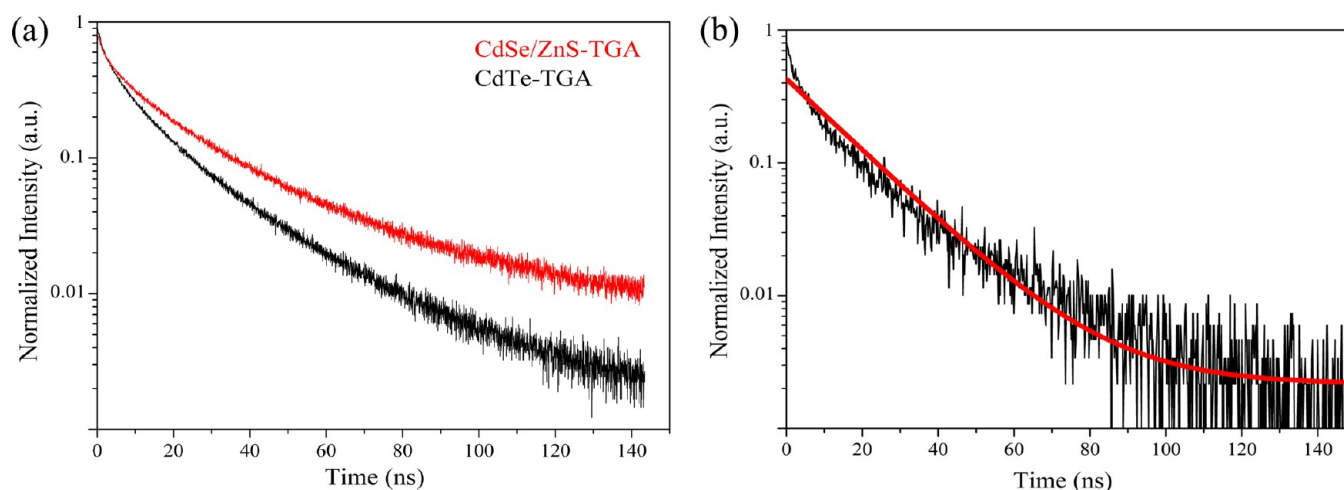 (a)
1
0.1
0.01
Normalized Intensity (a.u.)
CdSe/ZnS-TGA
CdTe-TGA
0 20 40 60 80 100 120 140
Time (ns)
(b)
1
0.1
0.01
Normalized Intensity (a.u.)
0 20 40 60 80 100 120 140
Time (ns)